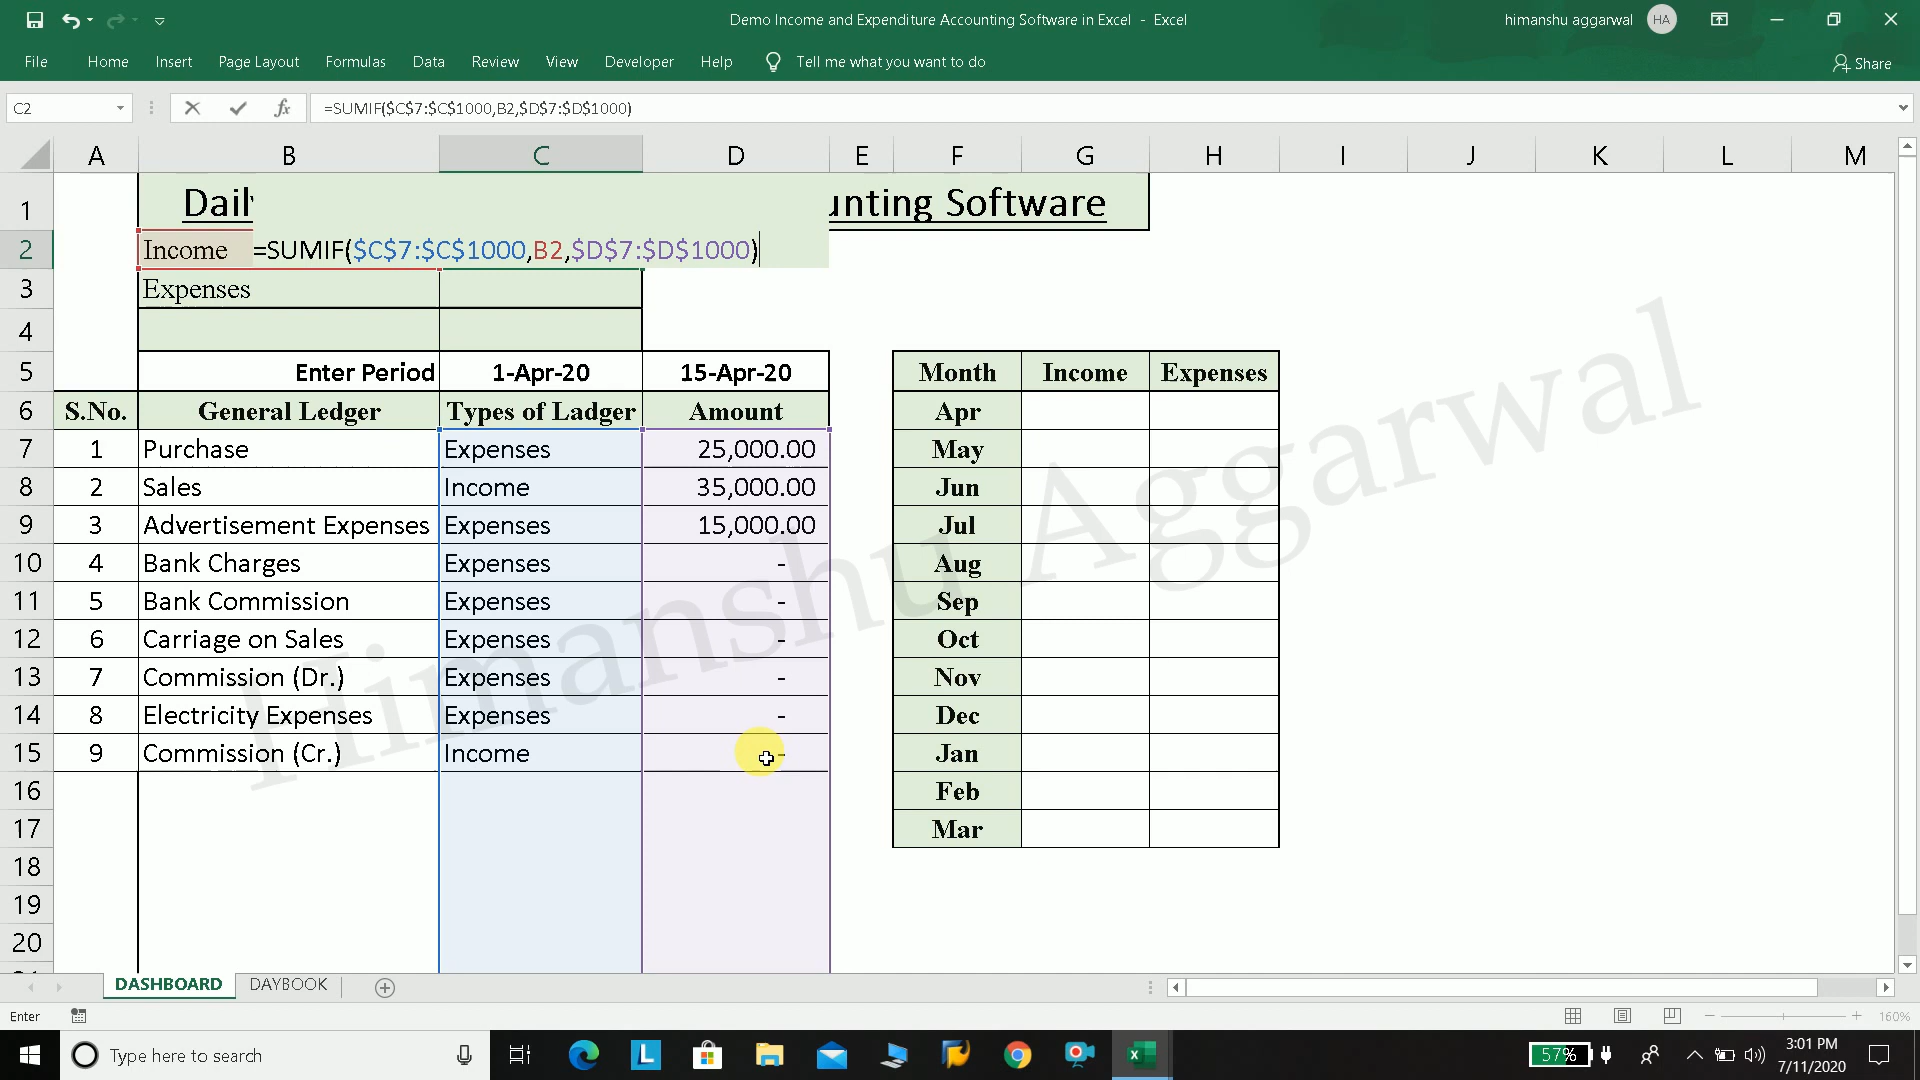 Demo Income and Expenditure Accounting Software in Excel - Excel
himanshu aggarwal HA
File Home Insert Page Layout Formulas Data Review View Developer Help Tell me what you want to do Share
C2 fx =SUMIF($C$7:$C$1000,B2,$D$7:$D$1000)
A B C D E F G H I J K L M
1 Dail unting Software
2 Income =SUMIF($C$7:$C$1000,B2,$D$7:$D$1000)
3 Expenses
4
5 Enter Period 1-Apr-20 15-Apr-20 Month Income Expenses
6 S.No. General Ledger Types of Ladger Amount Apr
7 1 Purchase Expenses 25,000.00 May
8 2 Sales Income 35,000.00 Jun
9 3 Advertisement Expenses Expenses 15,000.00 Jul
10 4 Bank Charges Expenses - Aug
11 5 Bank Commission Expenses - Sep
12 6 Carriage on Sales Expenses - Oct
13 7 Commission (Dr.) Expenses - Nov
14 8 Electricity Expenses Expenses - Dec
15 9 Commission (Cr.) Income - Jan
16 Feb
17 Mar
18
19
20
Himanshu Aggarwal
DASHBOARD DAYBOOK
Enter 160%
Type here to search
L
57%
3:01 PM
7/11/2020